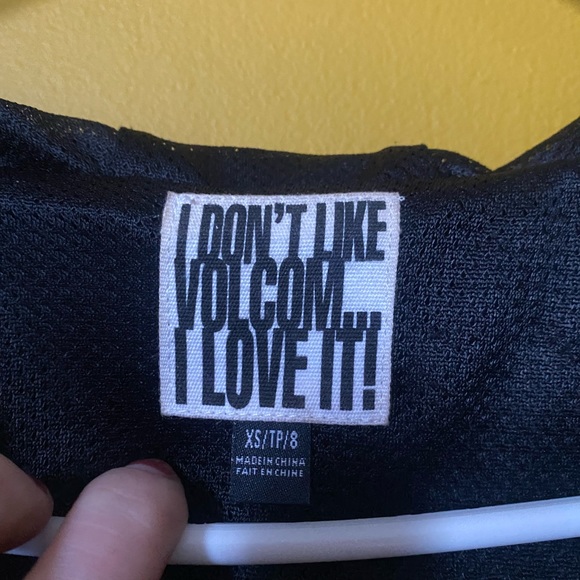 I DON'T LIKE
VOLCOM...
I LOVE IT!
XS/TP/8
MADE IN CHINA
FAIT EN CHINE